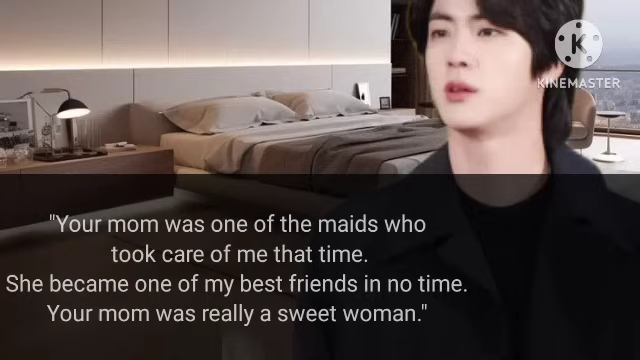 K
KINEMASTER
"Your mom was one of the maids who
took care of me that time.
She became one of my best friends in no time.
Your mom was really a sweet woman."